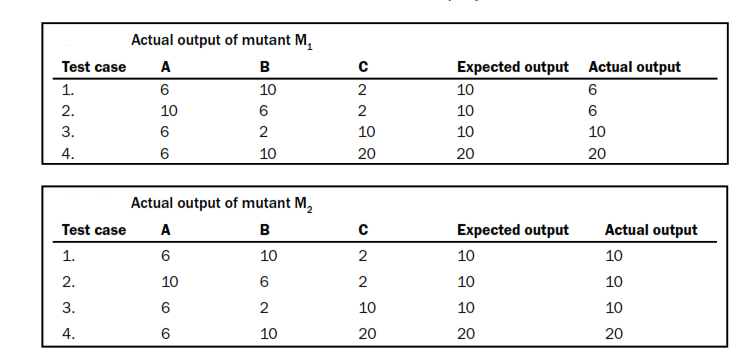 Actual output of mutant M1
Test case A B C Expected output Actual output
1. 6 10 2 10 6
2. 10 6 2 10 6
3. 6 2 10 10 10
4. 6 10 20 20 20
Actual output of mutant M2
Test case A B C Expected output Actual output
1. 6 10 2 10 10
2. 10 6 2 10 10
3. 6 2 10 10 10
4. 6 10 20 20 20